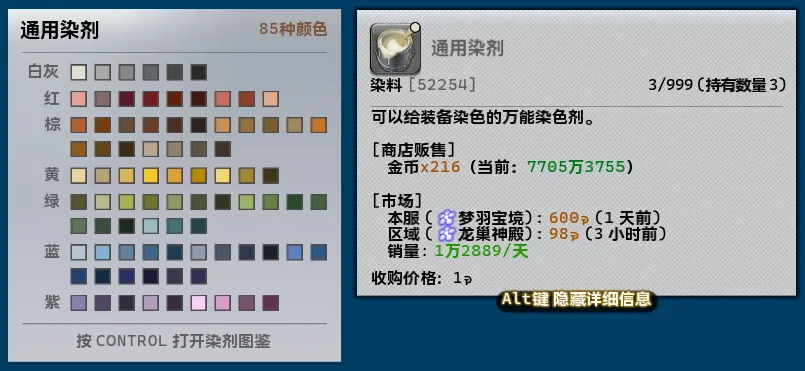 通用染剂 85种颜色
白灰
红
棕
黄
绿
蓝
紫
按 CONTROL 打开染剂图鉴
通用染剂
染料 [52254] 3/999 (持有数量 3)
可以给装备染色的万能染色剂。
[商店贩售]
金币x216 (当前: 7705万3755)
[市场]
本服 (梦羽宝境): 600 (1 天前)
区域 (龙巢神殿): 98 (3 小时前)
销量: 1万2889/天
收购价格: 1
Alt键 隐藏详细信息